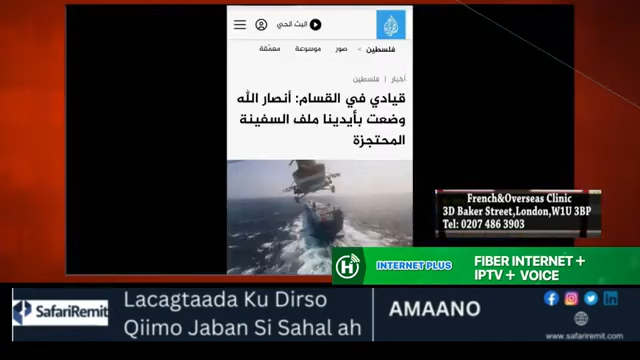 البث الحي
فلسطين > صور موسوعة معمّقة
أخبار | فلسطين
قيادي في القسام: أنصار الله
وضعت بأيدينا ملف السفينة
المحتجزة
French&Overseas Clinic
3D Baker Street,London,W1U 3BP
Tel: 0207 486 3903
H
INTERNET PLUS
FIBER INTERNET +
IPTV + VOICE
SafariRemit
Lacagtaada Ku Dirso
Qiimo Jaban Si Sahal ah
AMAANO
www.safariremit.com